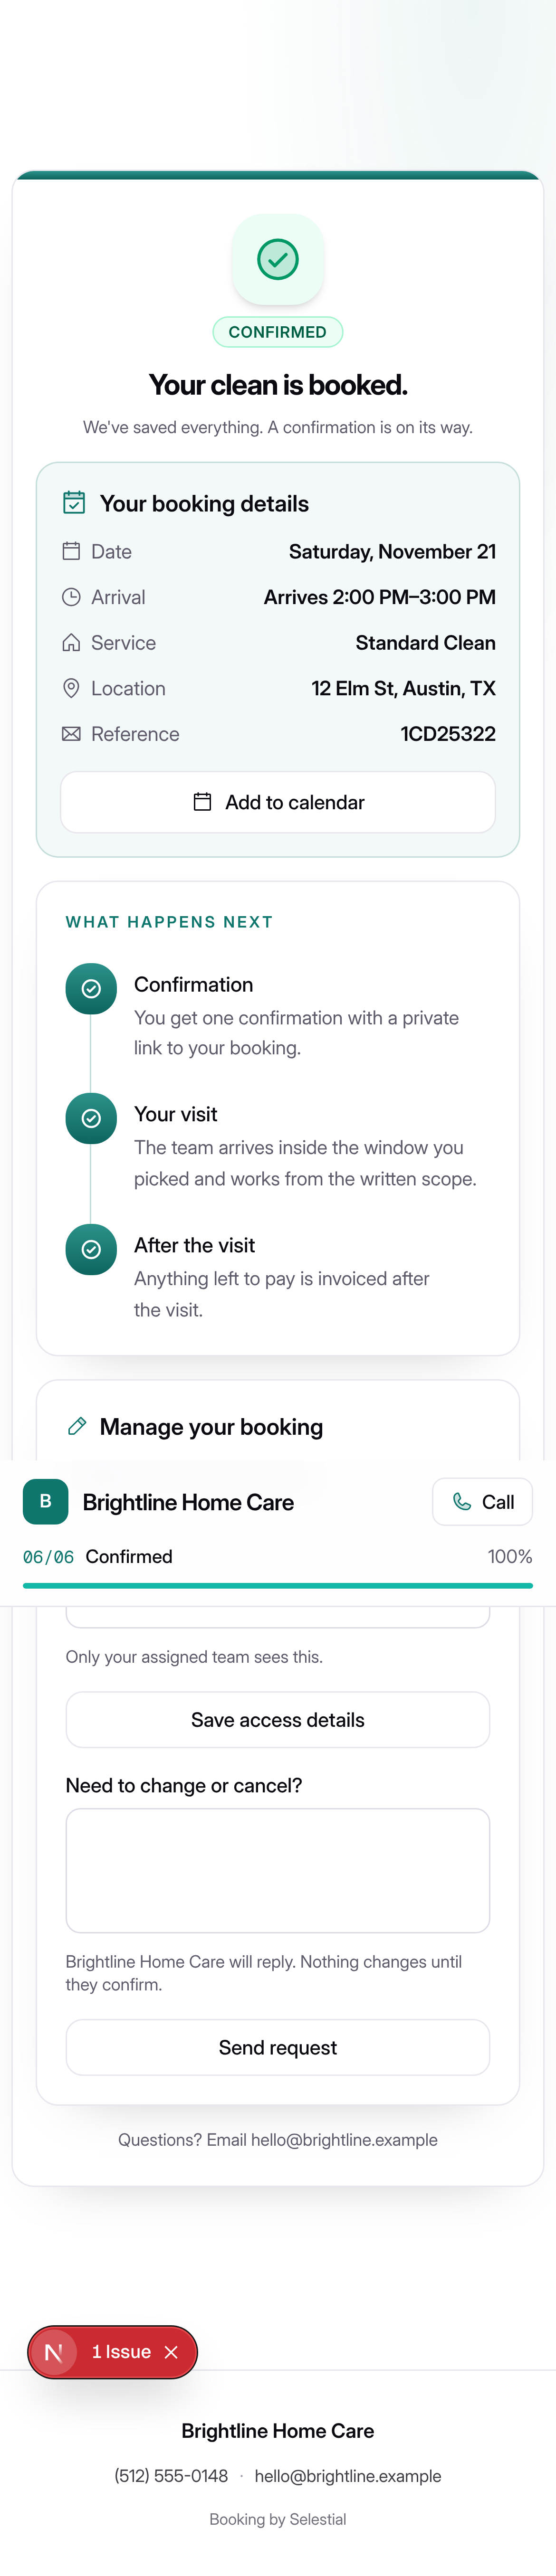 CONFIRMED
Your clean is booked.
We've saved everything. A confirmation is on its way.
Your booking details
Date Saturday, November 21
Arrival Arrives 2:00 PM–3:00 PM
Service Standard Clean
Location 12 Elm St, Austin, TX
Reference 1CD25322
Add to calendar
WHAT HAPPENS NEXT
Confirmation
You get one confirmation with a private
link to your booking.
Your visit
The team arrives inside the window you
picked and works from the written scope.
After the visit
Anything left to pay is invoiced after
the visit.
Manage your booking
B Brightline Home Care Call
06/06 Confirmed 100%
Only your assigned team sees this.
Save access details
Need to change or cancel?
Brightline Home Care will reply. Nothing changes until
they confirm.
Send request
Questions? Email hello@brightline.example
N 1 Issue
Brightline Home Care
(512) 555-0148 · hello@brightline.example
Booking by Selestial